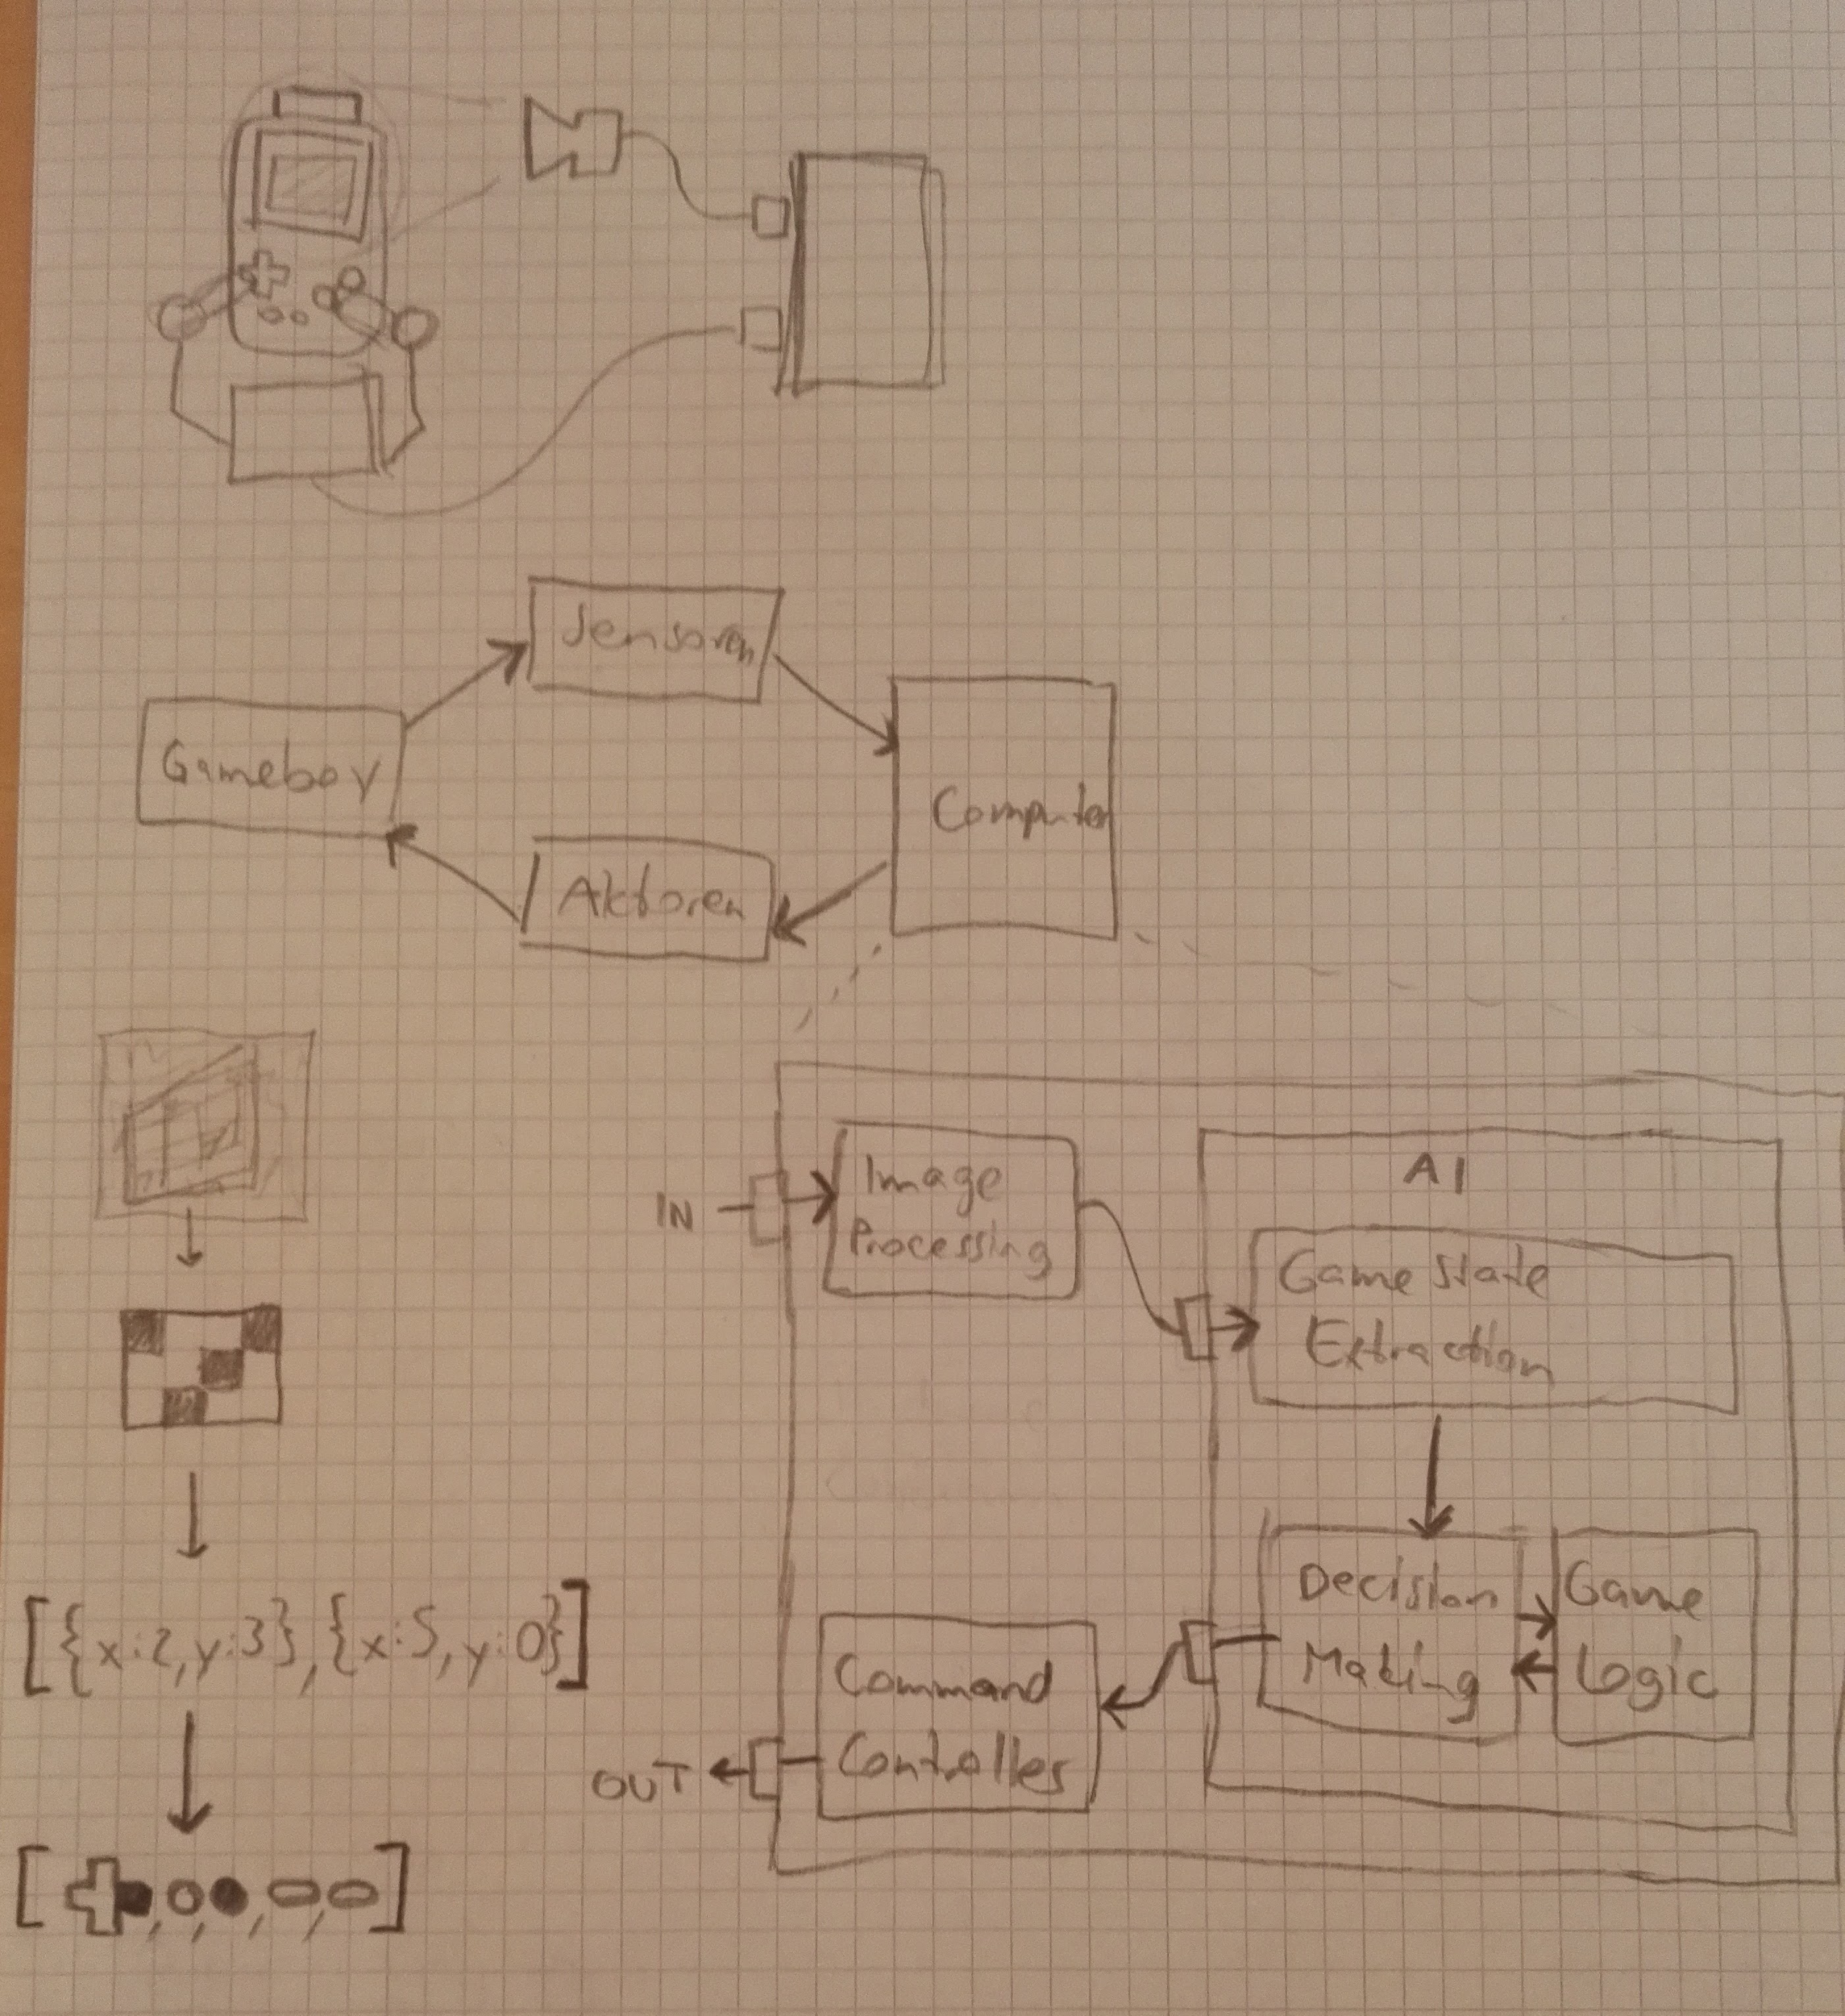 Sensoren
Gameboy
Computer
Aktoren
AI
IN
Image
Processing
Game State
Extraction
Decision
Making
Game
Logic
[{x:2,y:3},{x:5,y:0}]
Command
Controller
OUT